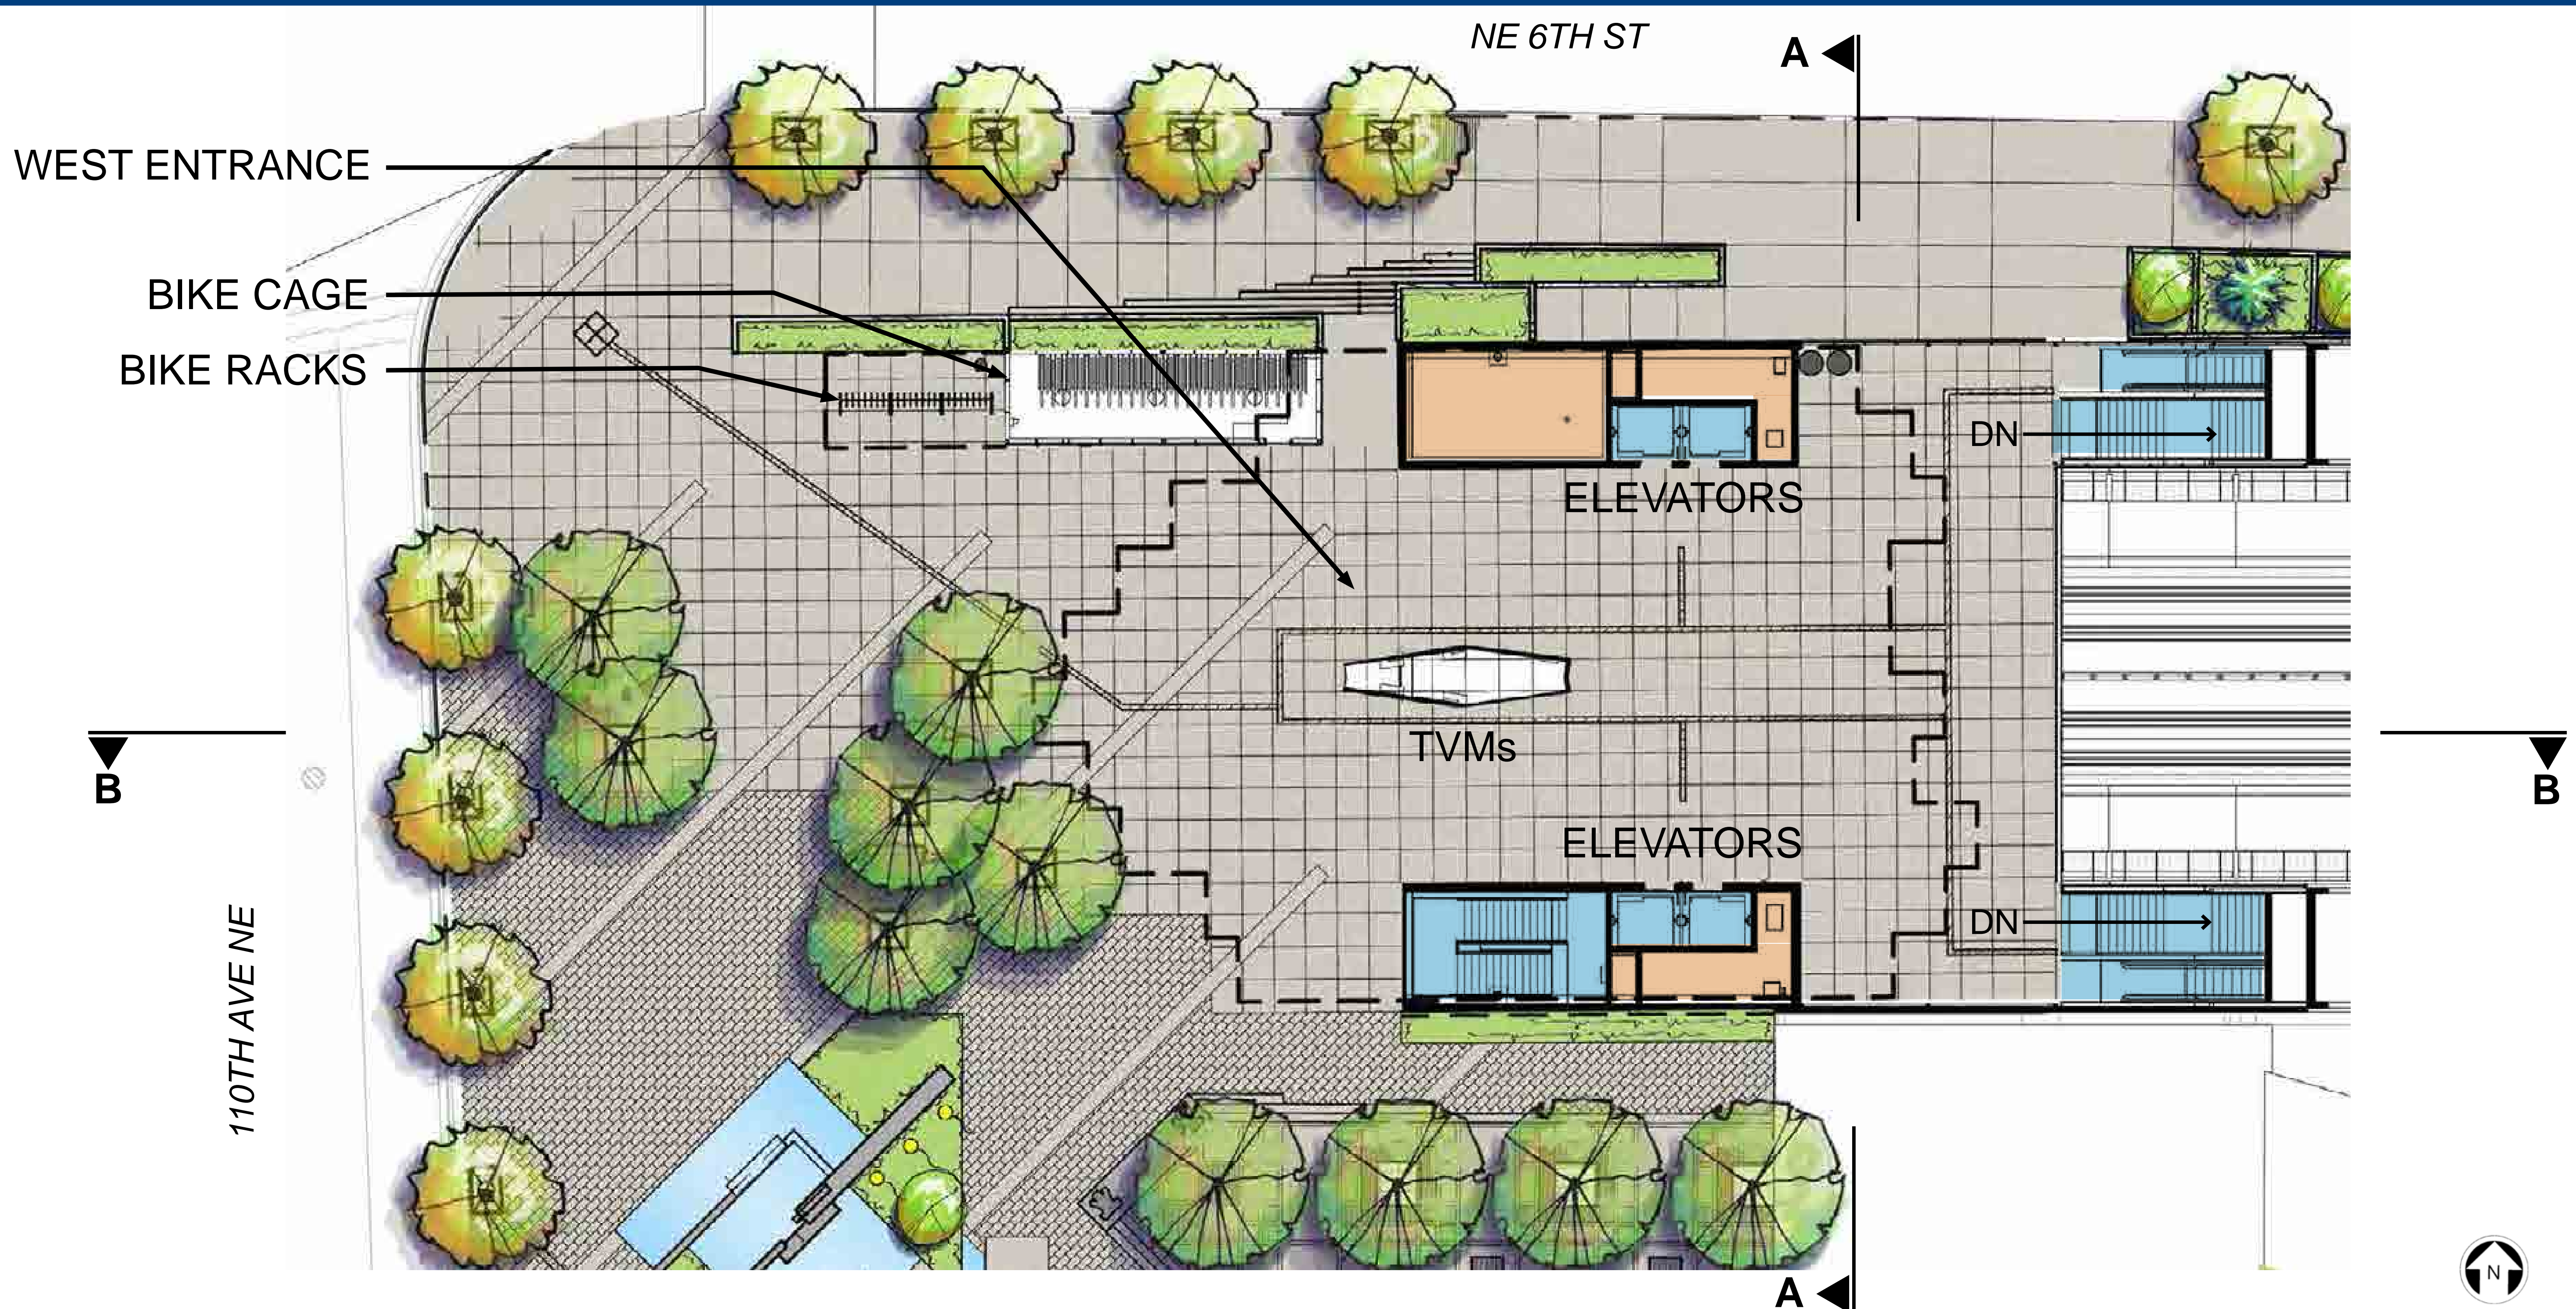 NE 6TH ST
A
WEST ENTRANCE
BIKE CAGE
BIKE RACKS
DN
ELEVATORS
TVMs
B
B
ELEVATORS
DN
110TH AVE NE
N
A